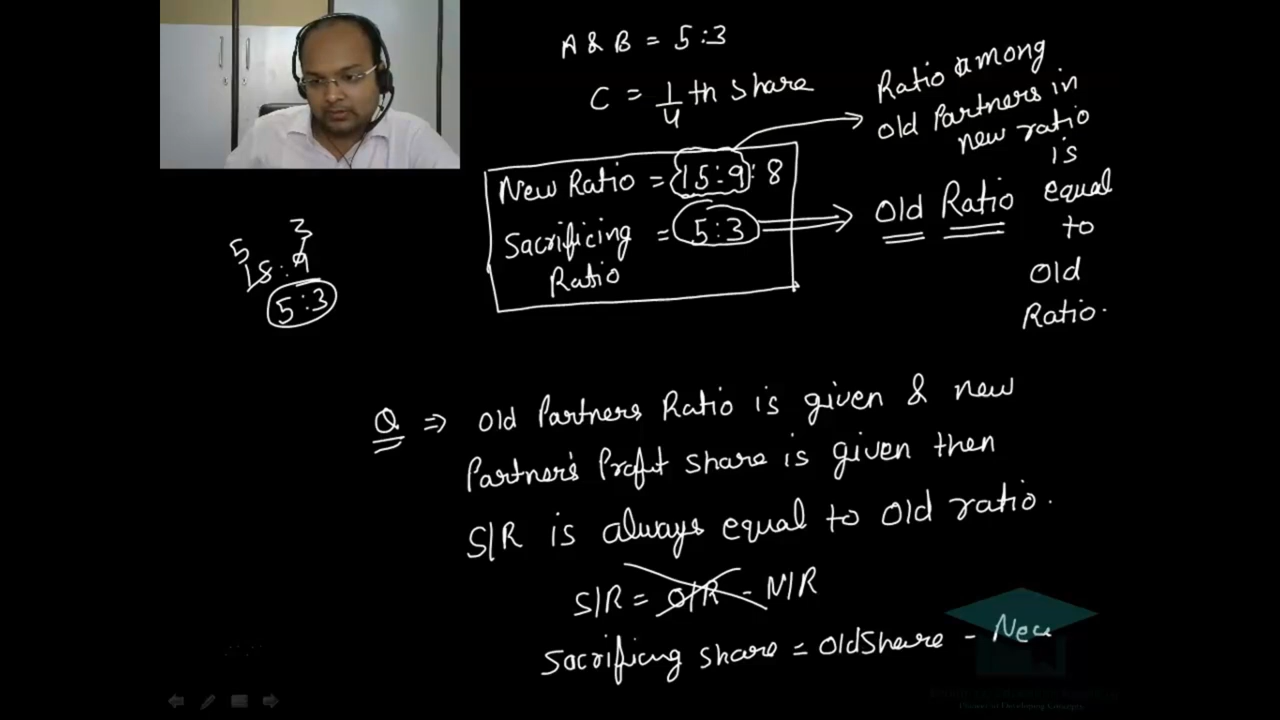 A & B = 5:3
C = 1/4 th Share
New Ratio = 15:9:8
Sacrificing Ratio = 5:3
Ratio among
Old Partners in
new ratio
is
equal
to
Old
Ratio.
Old Ratio
5 3
15:9
5:3
Q ⇒ Old Partners Ratio is given & new
Partner's Profit Share is given then
S/R is always equal to Old ratio.
S/R = O/R - N/R
Sacrificing Share = Old Share - New